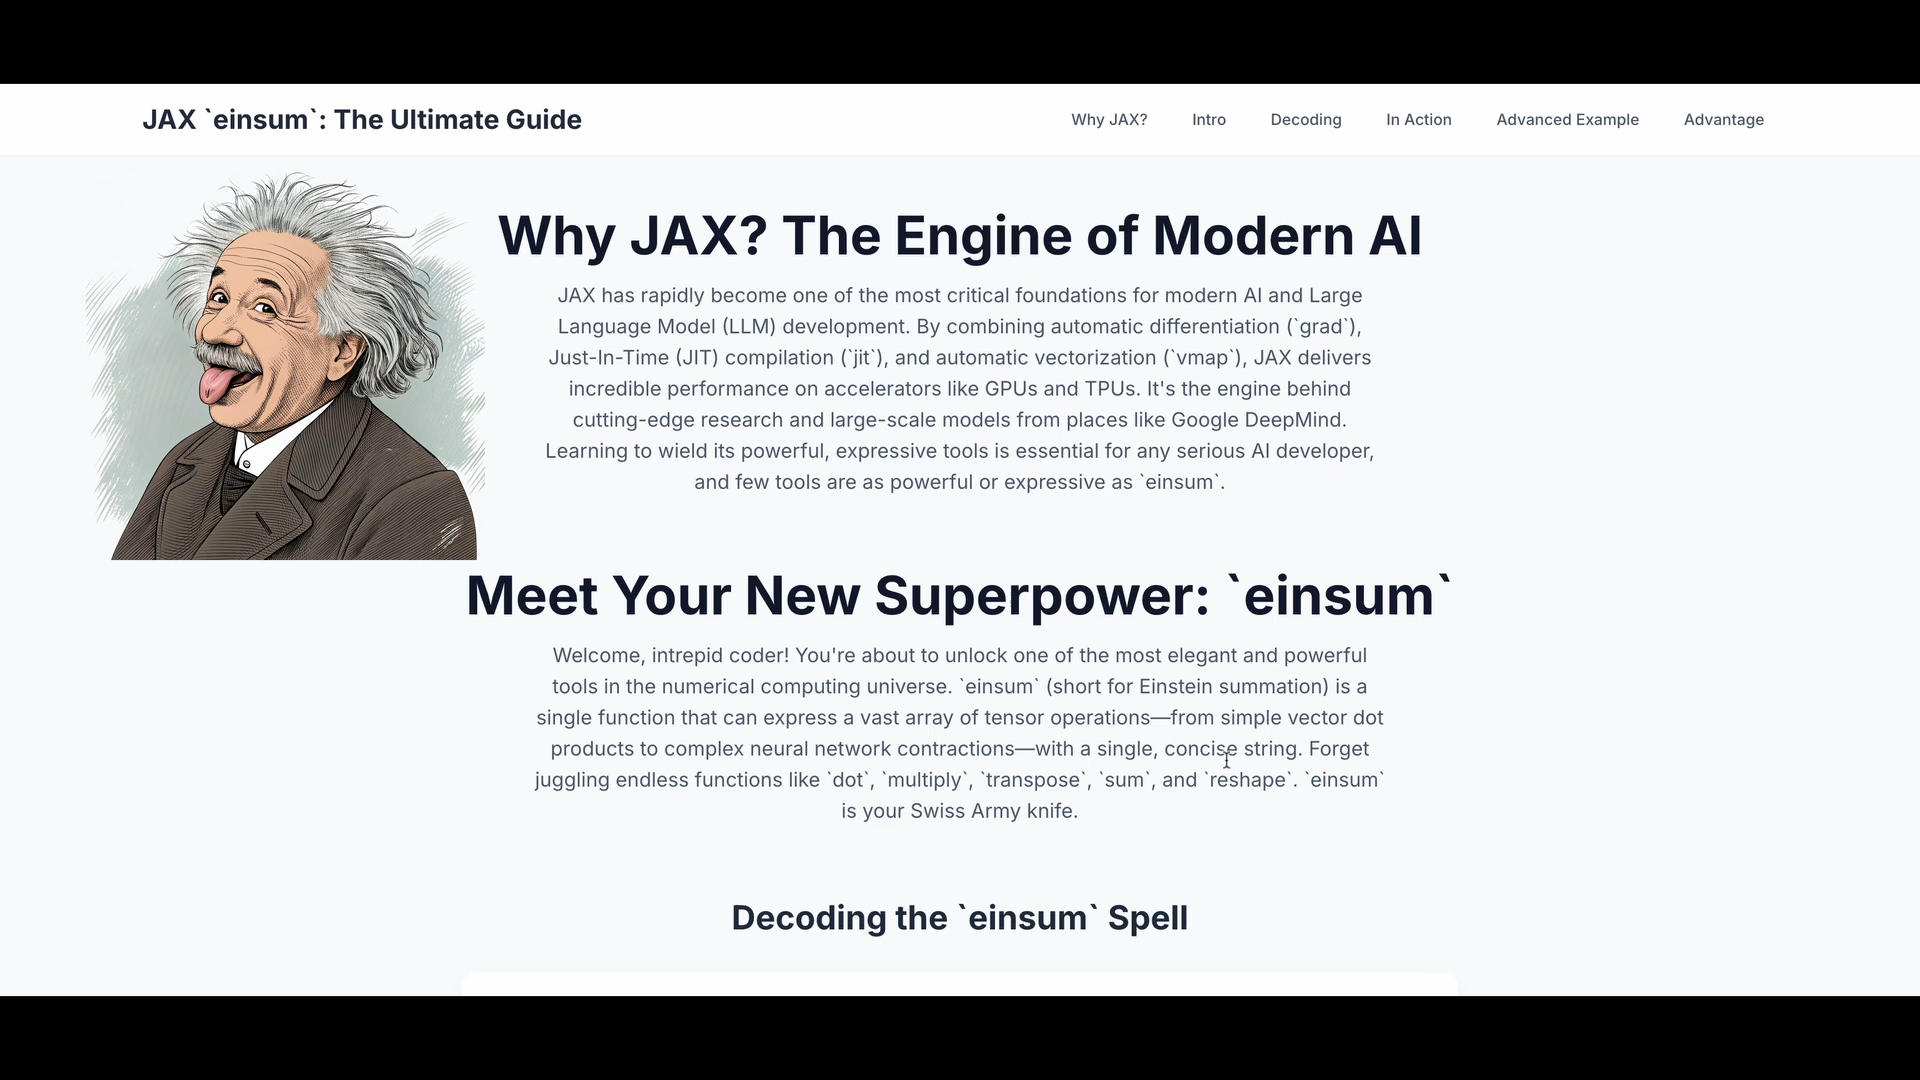 JAX `einsum`: The Ultimate Guide
Why JAX? Intro Decoding In Action Advanced Example Advantage
Why JAX? The Engine of Modern AI
JAX has rapidly become one of the most critical foundations for modern AI and Large
Language Model (LLM) development. By combining automatic differentiation (`grad`),
Just-In-Time (JIT) compilation (`jit`), and automatic vectorization (`vmap`), JAX delivers
incredible performance on accelerators like GPUs and TPUs. It's the engine behind
cutting-edge research and large-scale models from places like Google DeepMind.
Learning to wield its powerful, expressive tools is essential for any serious AI developer,
and few tools are as powerful or expressive as `einsum`.
Meet Your New Superpower: `einsum`
Welcome, intrepid coder! You're about to unlock one of the most elegant and powerful
tools in the numerical computing universe. `einsum` (short for Einstein summation) is a
single function that can express a vast array of tensor operations—from simple vector dot
products to complex neural network contractions—with a single, concise string. Forget
juggling endless functions like `dot`, `multiply`, `transpose`, `sum`, and `reshape`. `einsum`
is your Swiss Army knife.
Decoding the `einsum` Spell